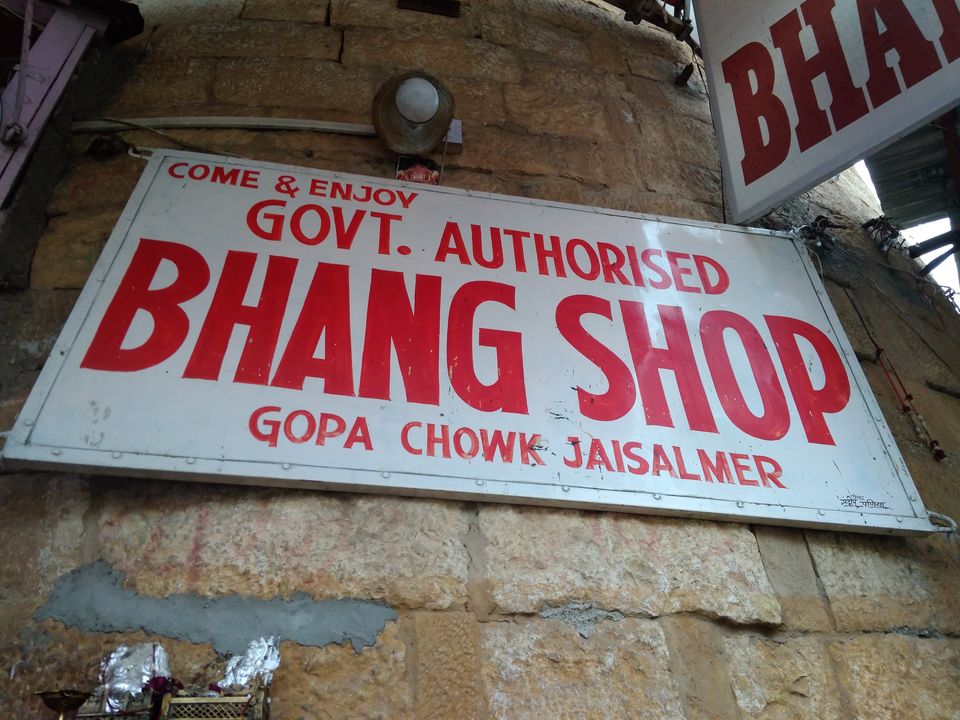 COME & ENJOY
GOVT. AUTHORISED
BHANG SHOP
GOPA CHOWK JAISALMER
BHA